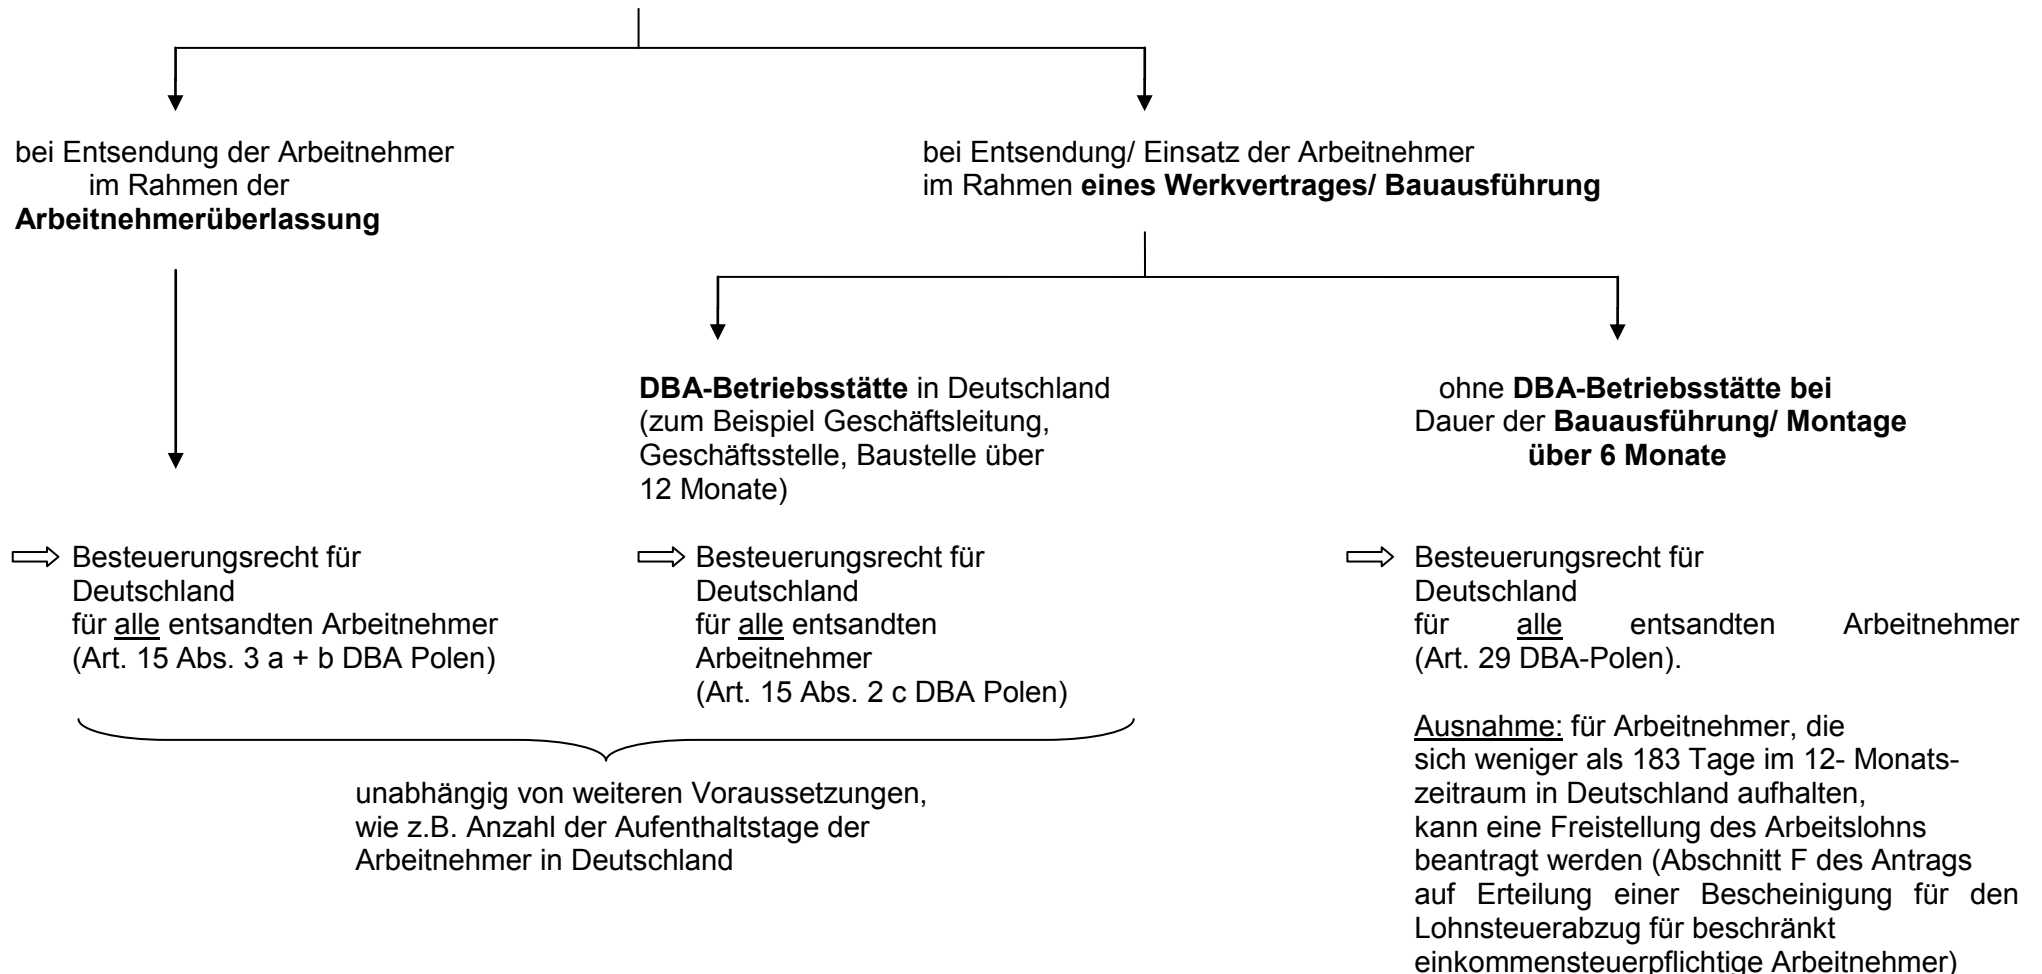 bei Entsendung der Arbeitnehmer
im Rahmen der
Arbeitnehmerüberlassung
bei Entsendung/ Einsatz der Arbeitnehmer
im Rahmen eines Werkvertrages/ Bauausführung
DBA-Betriebsstätte in Deutschland
(zum Beispiel Geschäftsleitung,
Geschäftsstelle, Baustelle über
12 Monate)
ohne DBA-Betriebsstätte bei
Dauer der Bauausführung/ Montage
über 6 Monate
Besteuerungsrecht für
Deutschland
für alle entsandten Arbeitnehmer
(Art. 15 Abs. 3 a + b DBA Polen)
Besteuerungsrecht für
Deutschland
für alle entsandten
Arbeitnehmer
(Art. 15 Abs. 2 c DBA Polen)
Besteuerungsrecht für
Deutschland
für alle entsandten Arbeitnehmer
(Art. 29 DBA-Polen).
Ausnahme: für Arbeitnehmer, die
sich weniger als 183 Tage im 12- Monats-
zeitraum in Deutschland aufhalten,
kann eine Freistellung des Arbeitslohns
beantragt werden (Abschnitt F des Antrags
auf Erteilung einer Bescheinigung für den
Lohnsteuerabzug für beschränkt
einkommensteuerpflichtige Arbeitnehmer)
unabhängig von weiteren Voraussetzungen,
wie z.B. Anzahl der Aufenthaltstage der
Arbeitnehmer in Deutschland